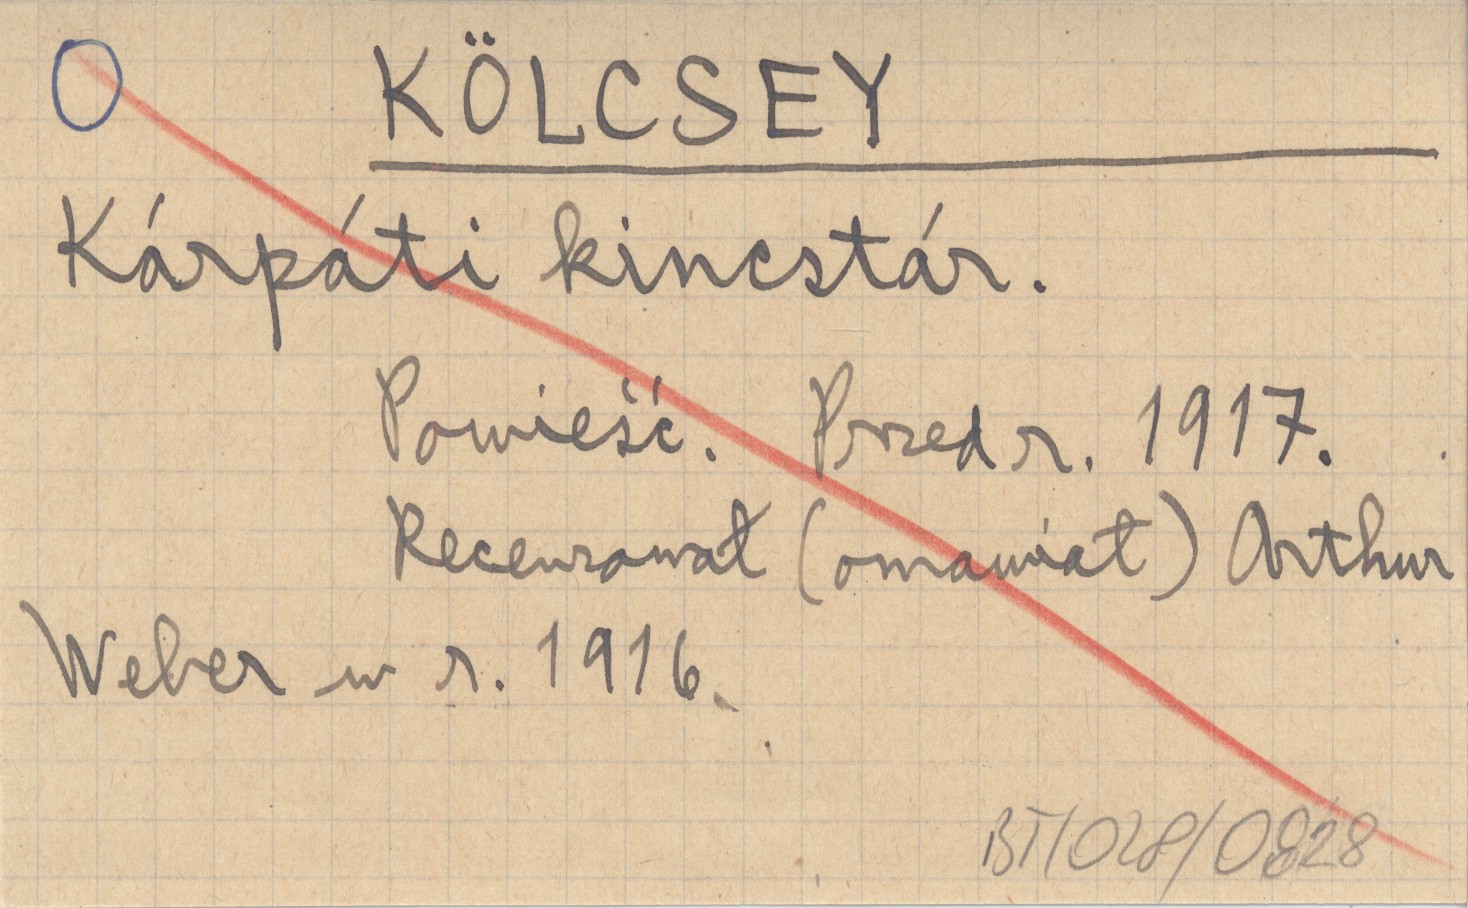 KÖLCSEY
Kárpáti kincstár.
Powieść. Przed r. 1917.
Recenzował (omawiał) Arthur
Weber w r. 1916.
BT/028/0828